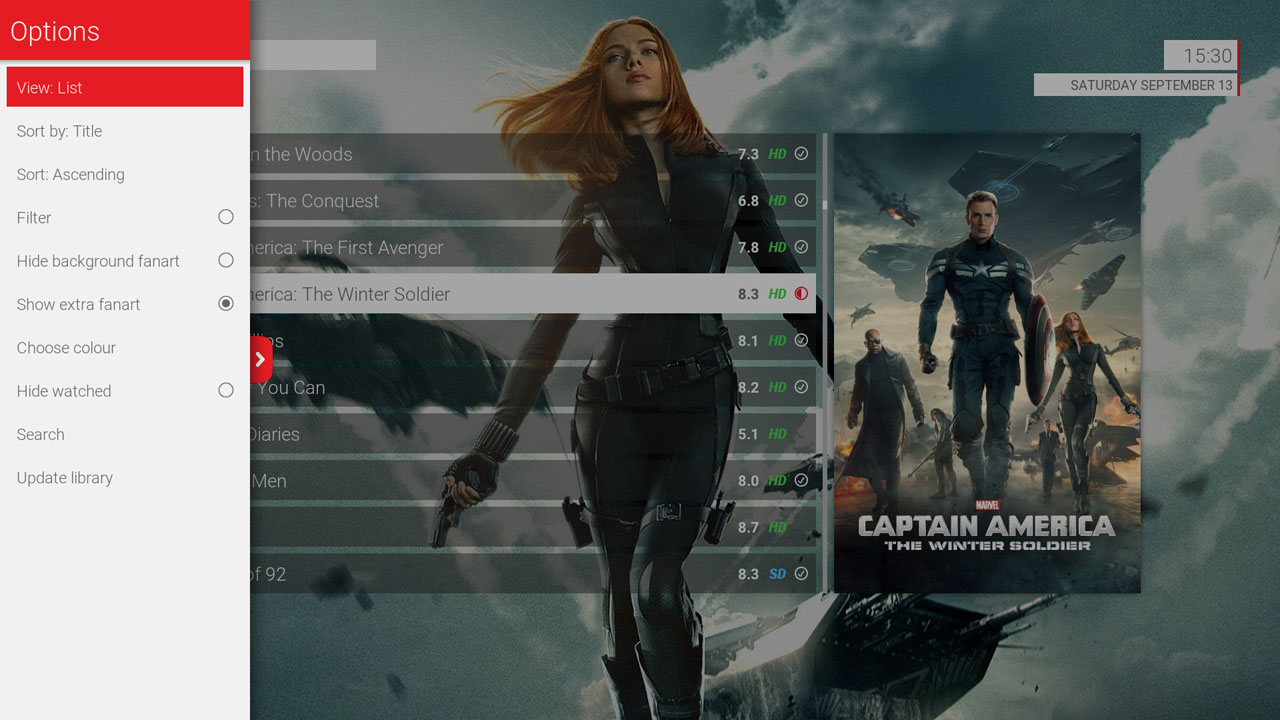 Options
15:30
SATURDAY SEPTEMBER 13
View: List
Sort by: Title
Sort: Ascending
Filter
Hide background fanart
Show extra fanart
Choose colour
Hide watched
Search
Update library
n the Woods 7.3 HD
s: The Conquest 6.8 HD
merica: The First Avenger 7.8 HD
merica: The Winter Soldier 8.3 HD
8.1 HD
You Can 8.2 HD
Diaries 5.1 HD
Men 8.0 HD
8.7 HD
of 92 8.3 SD
MARVEL
CAPTAIN AMERICA
THE WINTER SOLDIER